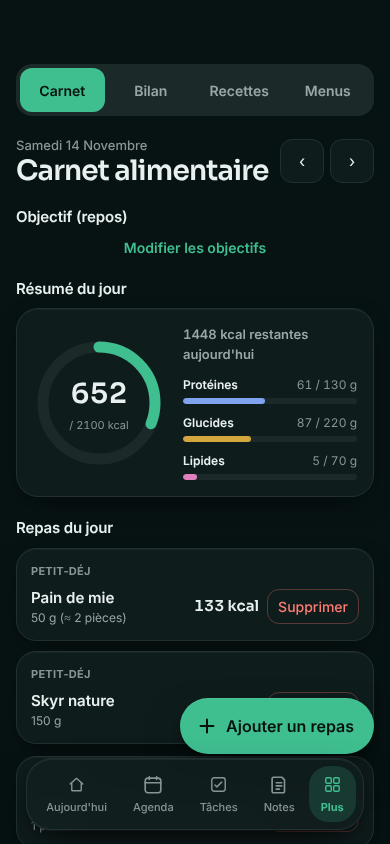 Carnet
Bilan
Recettes
Menus
Samedi 14 Novembre
Carnet alimentaire
‹
›
Objectif (repos)
Modifier les objectifs
Résumé du jour
652
/ 2100 kcal
1448 kcal restantes
aujourd'hui
Protéines 61 / 130 g
Glucides 87 / 220 g
Lipides 5 / 70 g
Repas du jour
PETIT-DÉJ
Pain de mie
50 g (≈ 2 pièces)
133 kcal
Supprimer
PETIT-DÉJ
Skyr nature
150 g
+ Ajouter un repas
Aujourd'hui
Agenda
Tâches
Notes
Plus